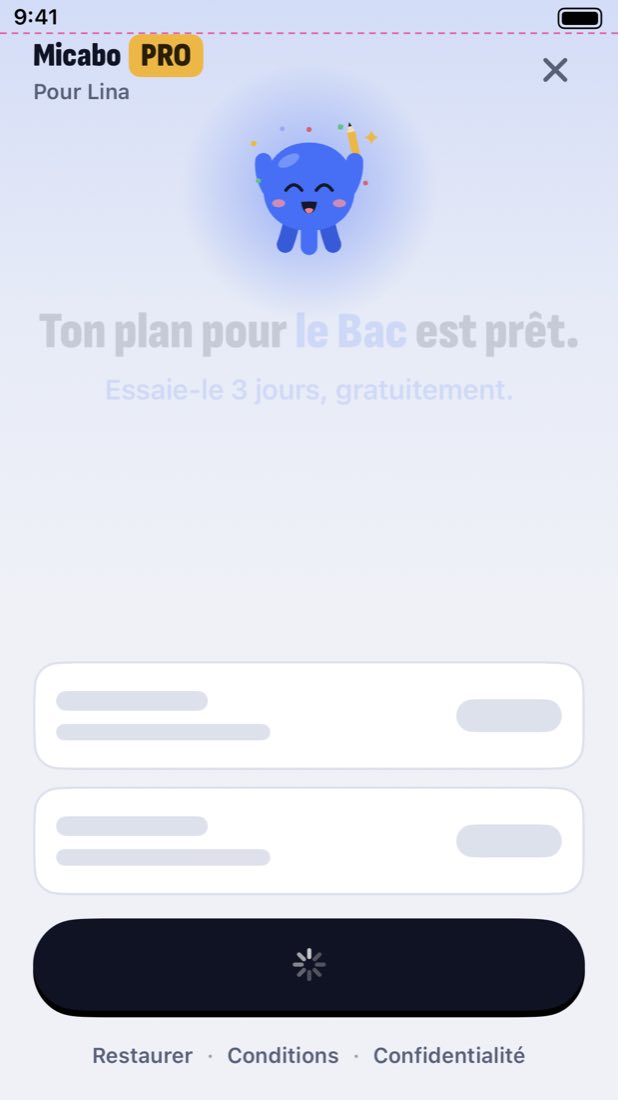 9:41
Micabo PRO
Pour Lina
Ton plan pour le Bac est prêt.
Essaie-le 3 jours, gratuitement.
Restaurer · Conditions · Confidentialité